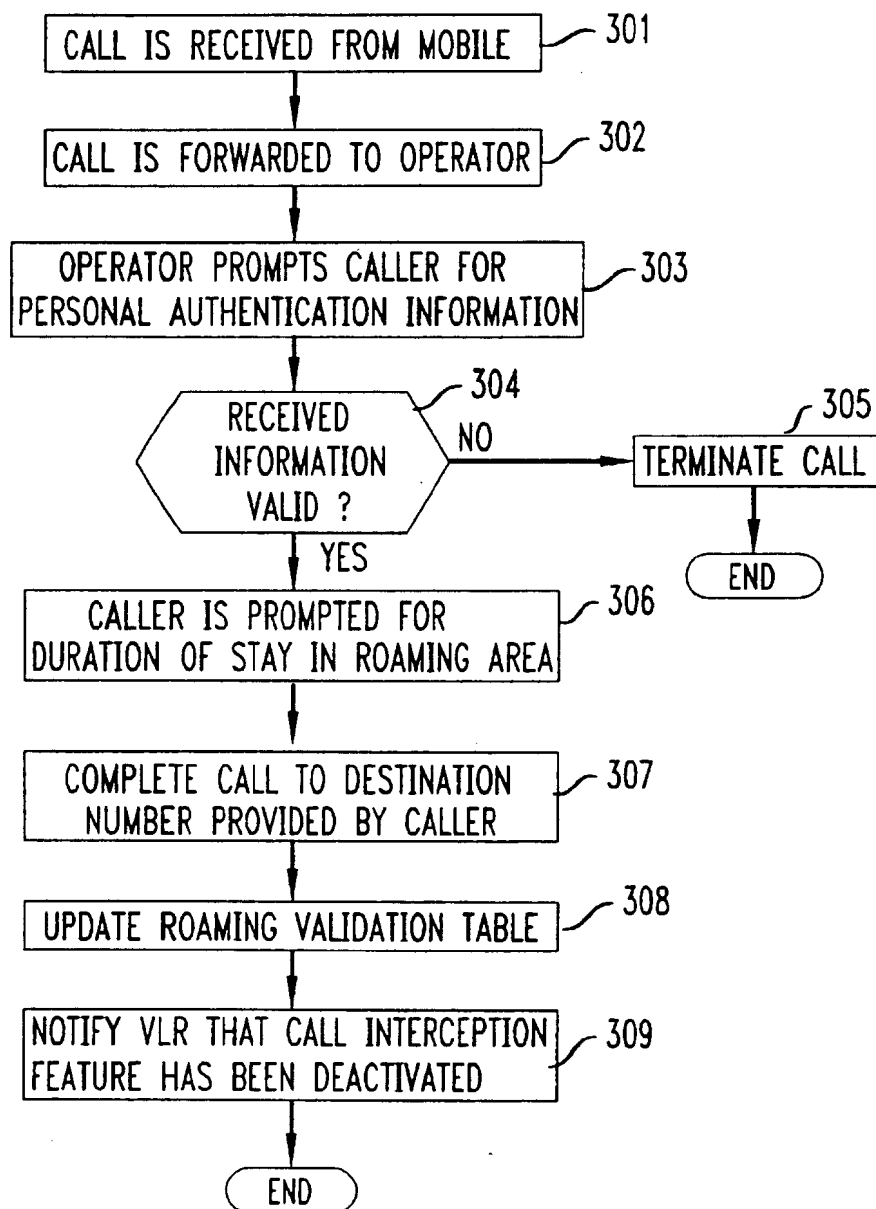 CALL IS RECEIVED FROM MOBILE
301
CALL IS FORWARDED TO OPERATOR
302
OPERATOR PROMPTS CALLER FOR
PERSONAL AUTHENTICATION INFORMATION
303
304
RECEIVED
INFORMATION
VALID ?
NO
305
TERMINATE CALL
END
YES
CALLER IS PROMPTED FOR
DURATION OF STAY IN ROAMING AREA
306
COMPLETE CALL TO DESTINATION
NUMBER PROVIDED BY CALLER
307
UPDATE ROAMING VALIDATION TABLE
308
NOTIFY VLR THAT CALL INTERCEPTION
FEATURE HAS BEEN DEACTIVATED
309
END